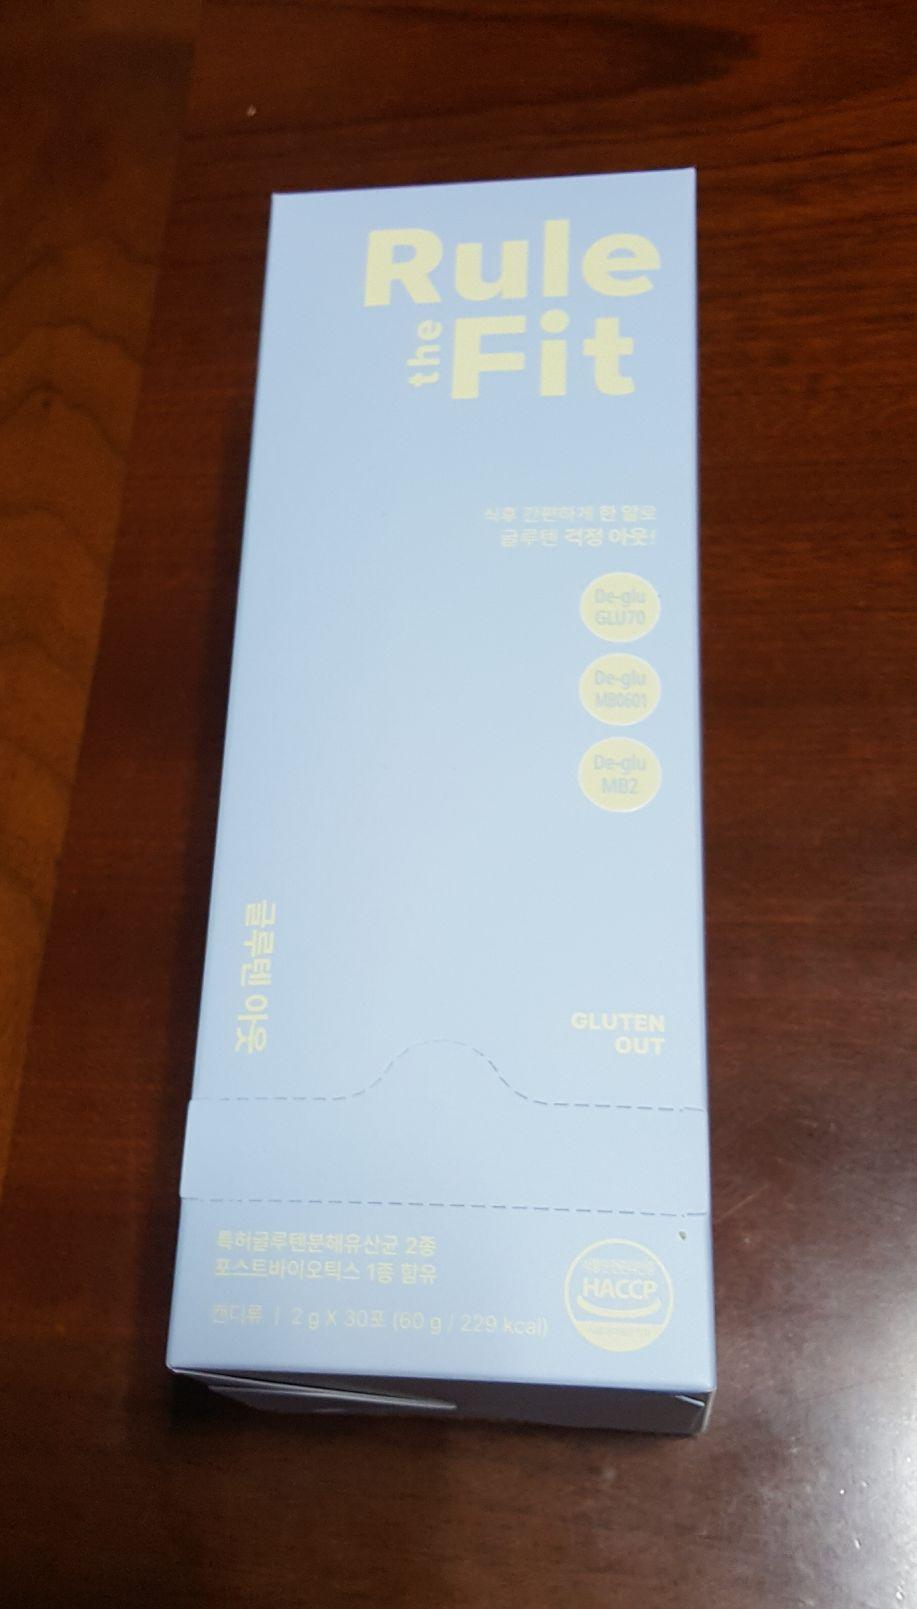 Rule
the Fit
식후 간편하게 한 알로
글루텐 걱정 아웃!
De-glu
GLU70
De-glu
MB0601
De-glu
MB2
글루텐 아웃
GLUTEN
OUT
특허글루텐분해유산균 2종
포스트바이오틱스 1종 함유
캔디류 | 2 g X 30포 (60 g / 229 kcal)
HACCP